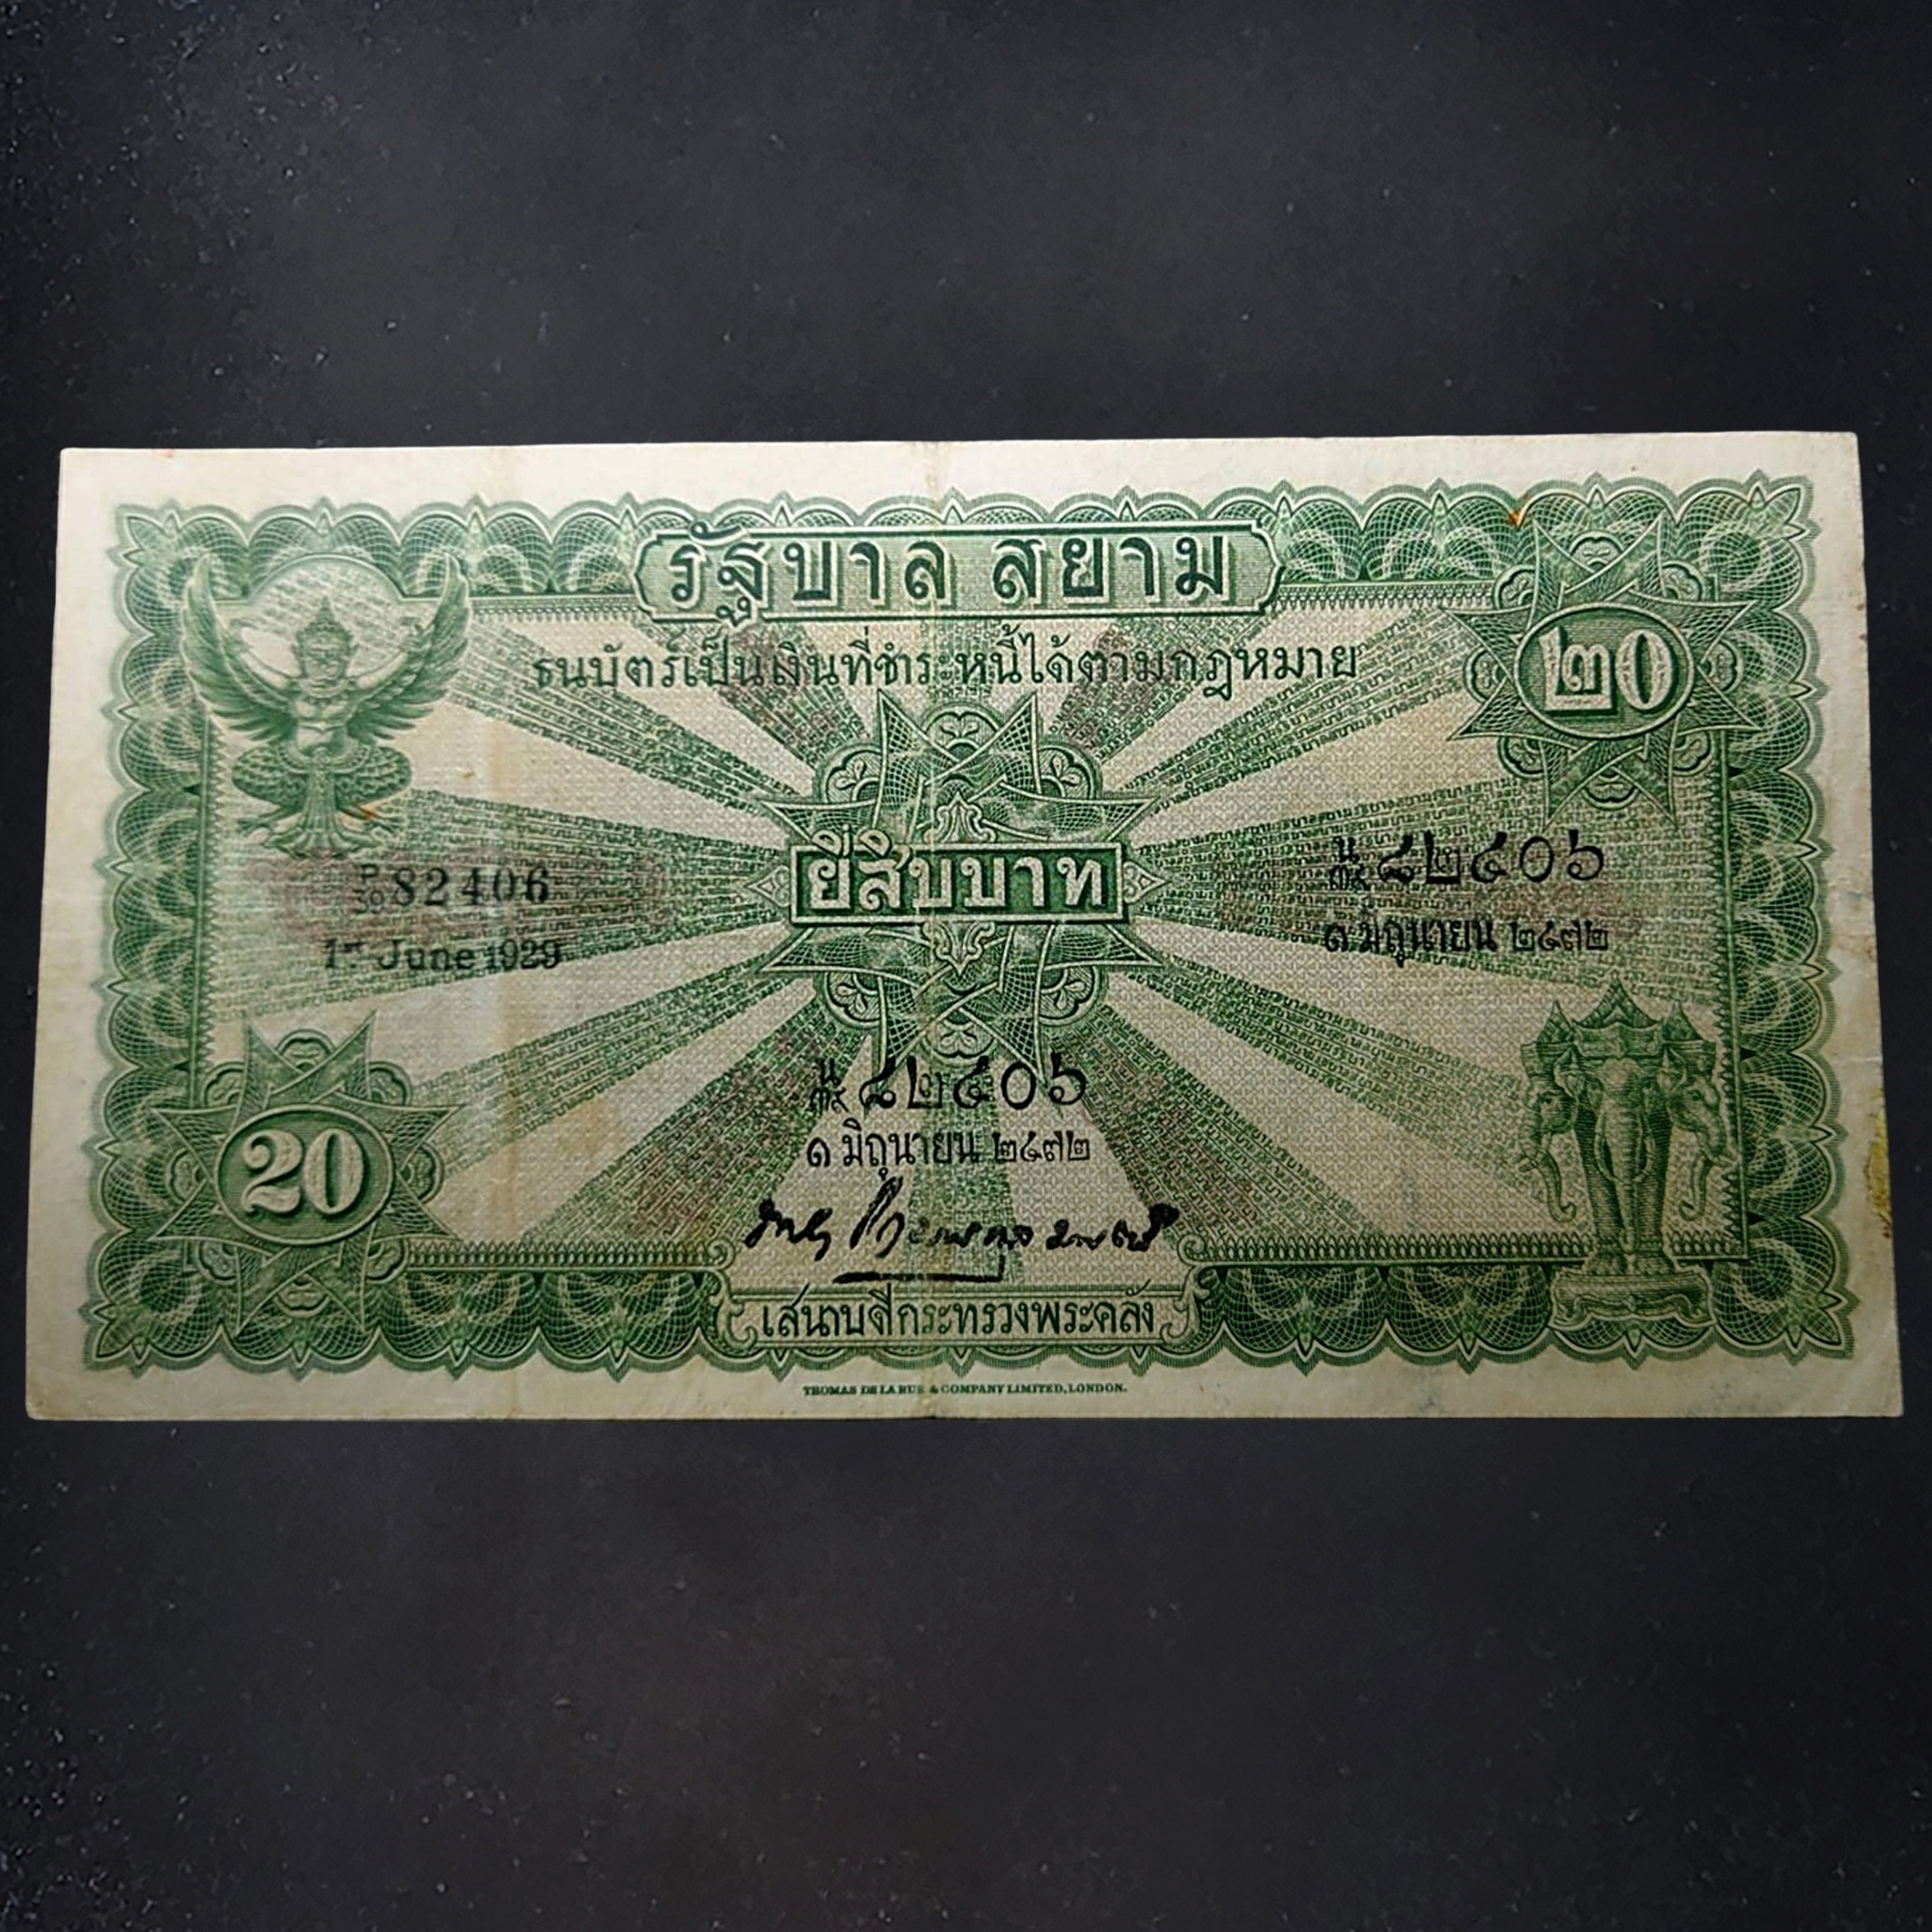 รัฐบาล สยาม
ธนบัตร์เป็นเงินที่ชำระหนี้ได้ตามกฎหมาย
๒๐
P/30 82406
1st June 1929
ยี่สิบบาท
๘๒๔๐๖
๑ มิถุนายน ๒๔๗๒
๘๒๔๐๖
๑ มิถุนายน ๒๔๗๒
20
เสนาบดีกระทรวงพระคลัง
THOMAS DE LA RUE & COMPANY LIMITED, LONDON.